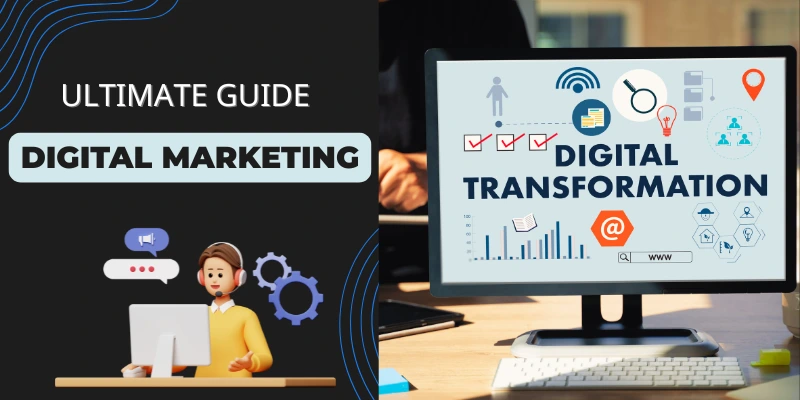 ULTIMATE GUIDE
DIGITAL MARKETING
DIGITAL
TRANSFORMATION
@
WWW